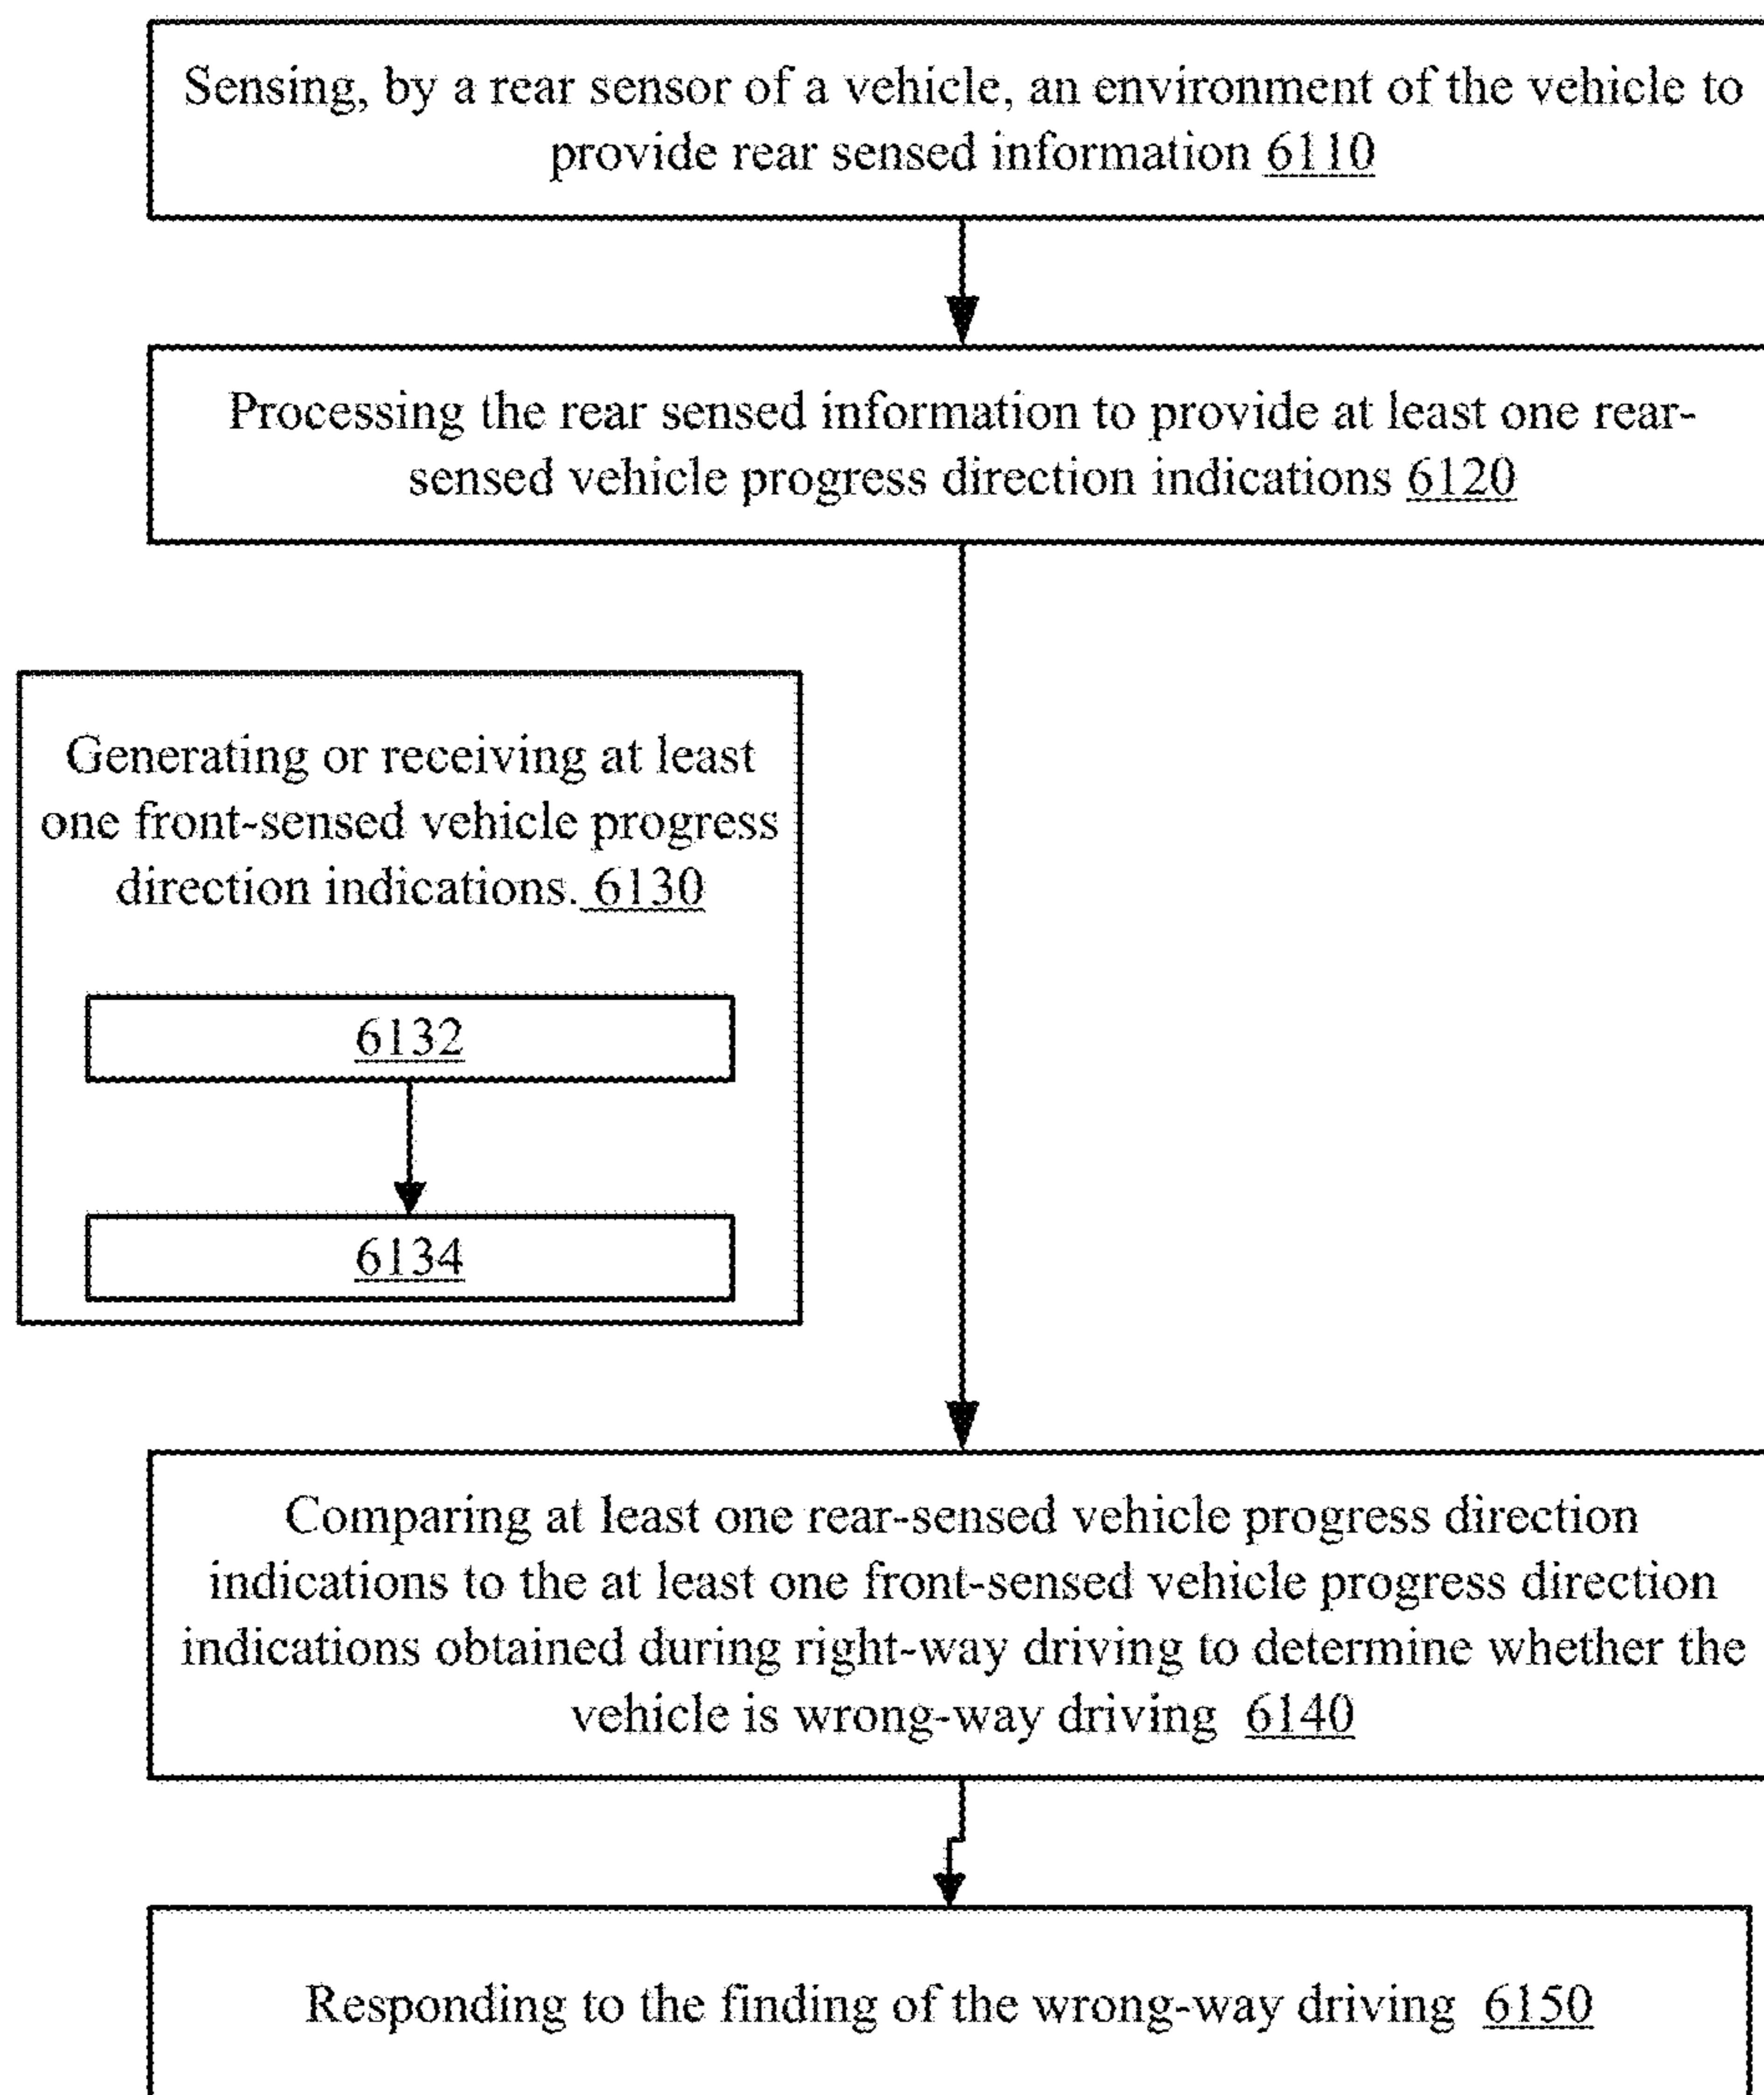 Sensing, by a rear sensor of a vehicle, an environment of the vehicle to
provide rear sensed information 6110
Processing the rear sensed information to provide at least one rear-
sensed vehicle progress direction indications 6120
Generating or receiving at least
one front-sensed vehicle progress
direction indications. 6130
6132
6134
Comparing at least one rear-sensed vehicle progress direction
indications to the at least one front-sensed vehicle progress direction
indications obtained during right-way driving to determine whether the
vehicle is wrong-way driving 6140
Responding to the finding of the wrong-way driving 6150